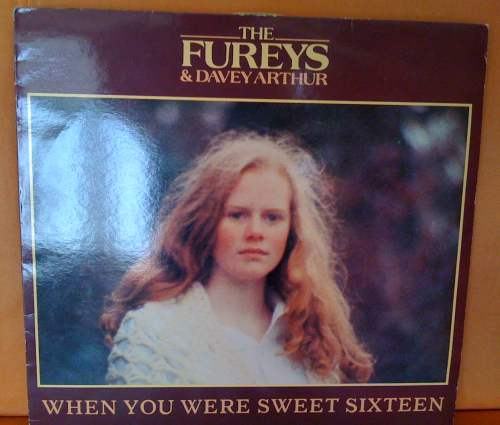 THE
FUREYS
& DAVEY ARTHUR
WHEN YOU WERE SWEET SIXTEEN